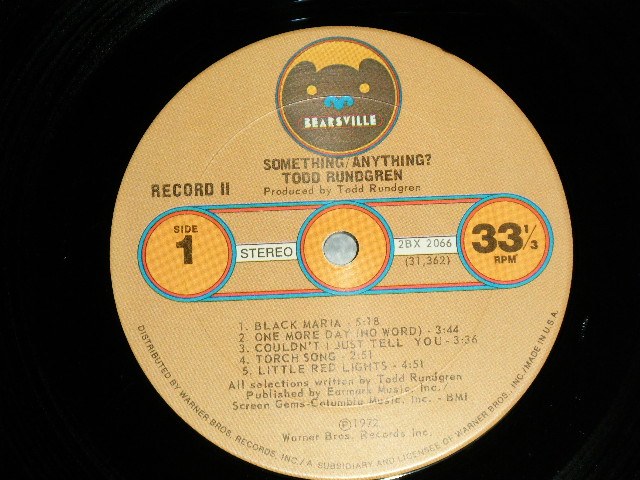 BEARSVILLE
SOMETHING/ANYTHING?
TODD RUNDGREN
Produced by Todd Rundgren
RECORD II
SIDE
1
STEREO
2BX 2066
(31,362)
33 1/3
RPM
1. BLACK MARIA - 5:18
2. ONE MORE DAY (NO WORD) - 3:44
3. COULDN'T I JUST TELL YOU - 3:36
4. TORCH SONG - 2:51
5. LITTLE RED LIGHTS - 4:51
All selections written by Todd Rundgren
Published by Earmark Music, Inc./
Screen Gems-Columbia Music, Inc. - BMI
Ⓟ1972
Warner Bros. Records Inc.
DISTRIBUTED BY WARNER BROS. RECORDS, INC./A SUBSIDIARY AND LICENSEE OF WARNER BROS. INC./MADE IN U.S.A.